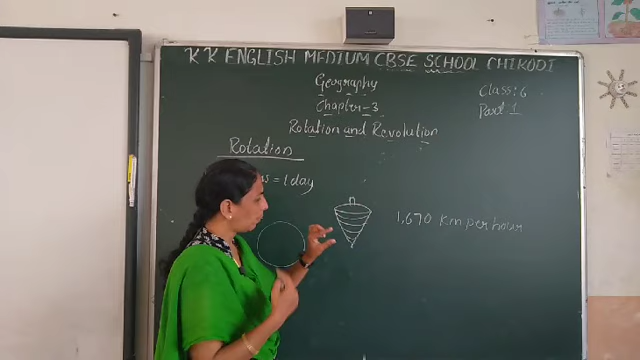 K K ENGLISH MEDIUM CBSE SCHOOL CHIKODI
Geography
Class: 6
Chapter-3
Part-1
Rotation and Revolution
Rotation
= 1 day
1,670 Km per hour